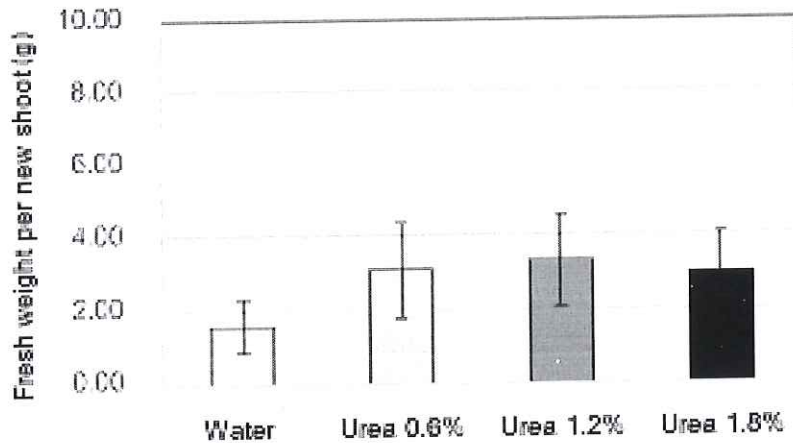 Fresh weight per new shoot(g)
10.00
8.00
6.00
4.00
2.00
0.00
Water
Urea 0.6%
Urea 1.2%
Urea 1.8%